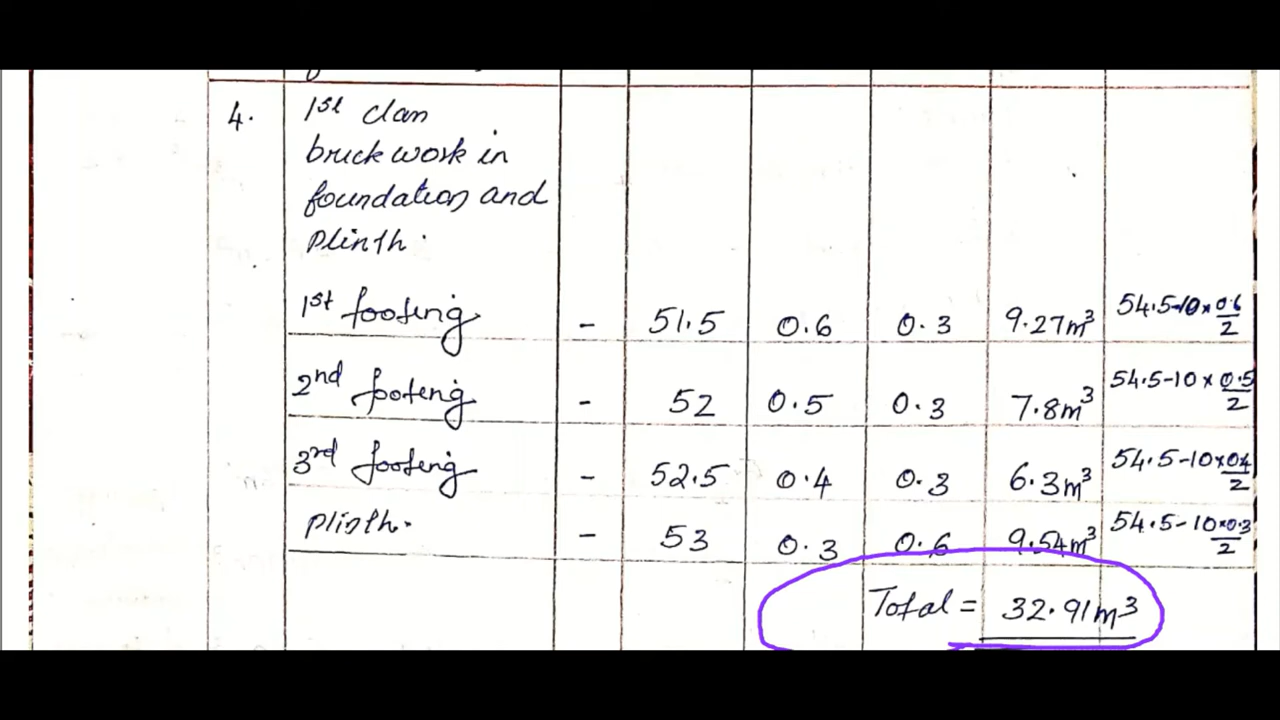 4. 1st clan
brick work in
foundation and
Plinth.
1st footing - 51.5 0.6 0.3 9.27m³ 54.5-10×0.6/2
2nd footing - 52 0.5 0.3 7.8m³ 54.5-10×0.5/2
3rd footing - 52.5 0.4 0.3 6.3m³ 54.5-10×0.4/2
plinth. - 53 0.3 0.6 9.54m³ 54.5-10×0.3/2
Total = 32.91m³